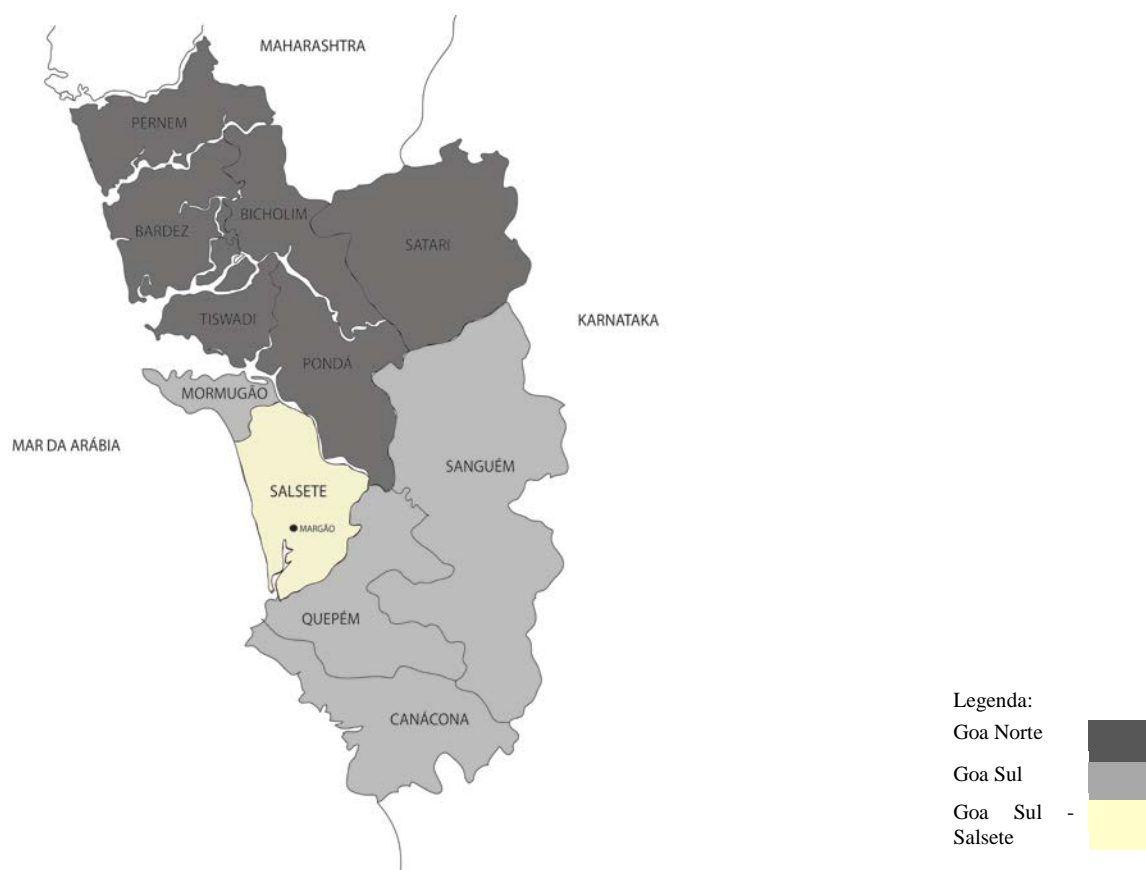 MAHARASHTRA
PERNEM
BICHOLIM
BARDEZ
SATARI
TISWADI
KARNATAKA
PONDÁ
MORMUGÃO
MAR DA ARÁBIA
SANGUÉM
SALSETE
MARGÃO
QUEPÉM
CANÁCONA
Legenda:
Goa Norte
Goa Sul
Goa Sul -
Salsete